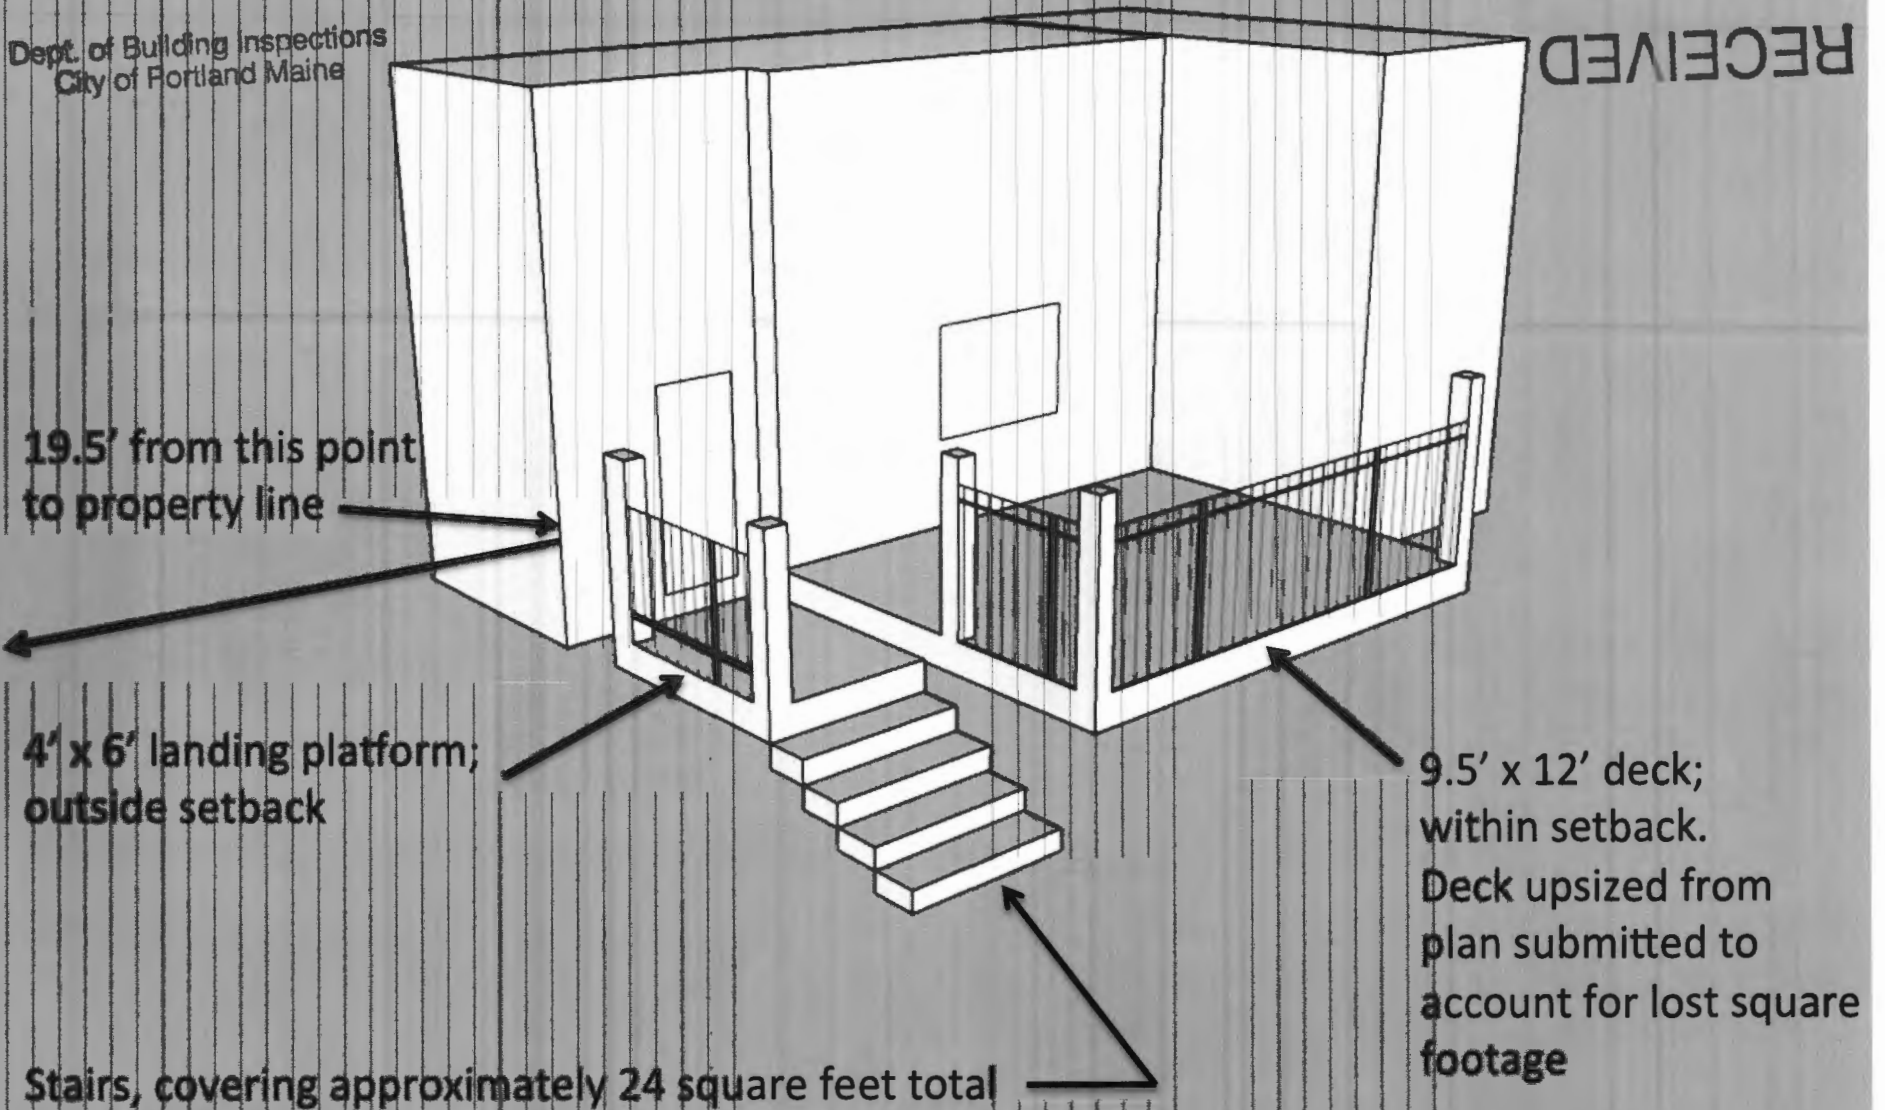 Dept. of Building Inspections
City of Portland Maine
RECEIVED
19.5' from this point
to property line
4' x 6' landing platform;
outside setback
9.5' x 12' deck;
within setback.
Deck upsized from
plan submitted to
account for lost square
footage
Stairs, covering approximately 24 square feet total